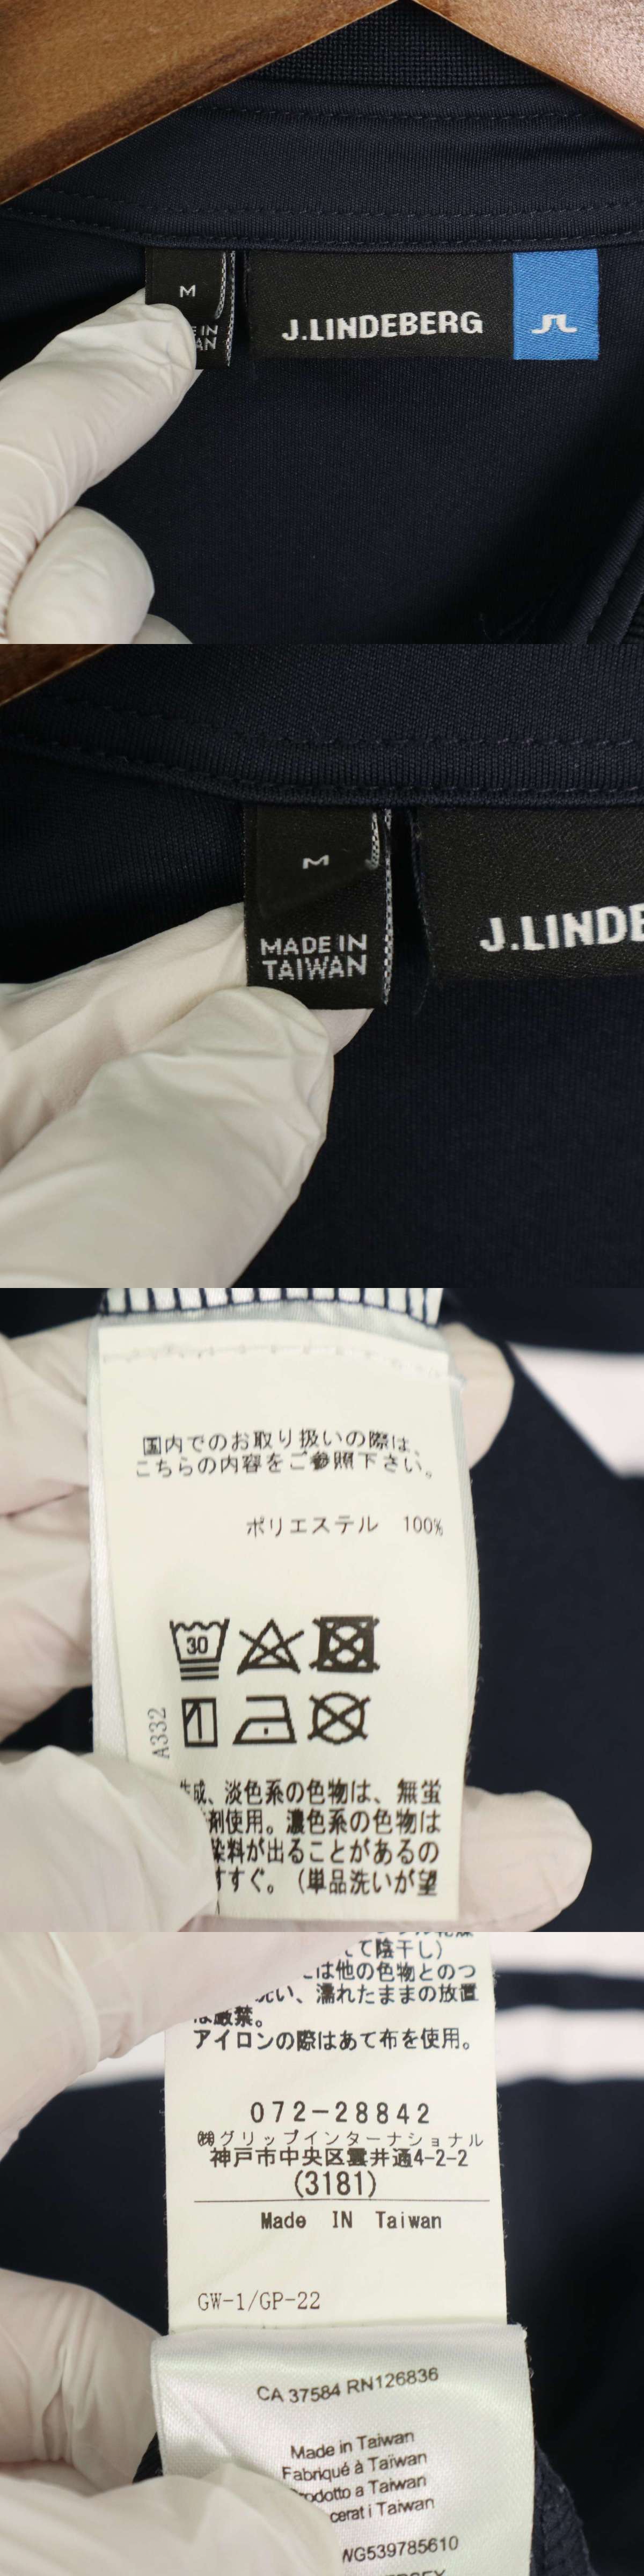 M
E IN
AN
J.LINDEBERG
M
MADE IN
TAIWAN
J.LINDE
国内でのお取り扱いの際は、
こちらの内容をご参照下さい。
ポリエステル 100%
30
A332
成、淡色系の色物は、無蛍
剤使用。濃色系の色物は
染料が出ることがあるの
すすぐ。（単品洗いが望
て陰干し）
は他の色物とのつ
い、濡れたままの放置
は厳禁。
アイロンの際はあて布を使用。
072-28842
㈱グリップインターナショナル
神戸市中央区雲井通4-2-2
(3181)
Made IN Taiwan
GW-1/GP-22
CA 37584 RN126836
Made in Taiwan
Fabriqué à Taïwan
rodotto a Taiwan
cerat i Taiwan
WG539785610